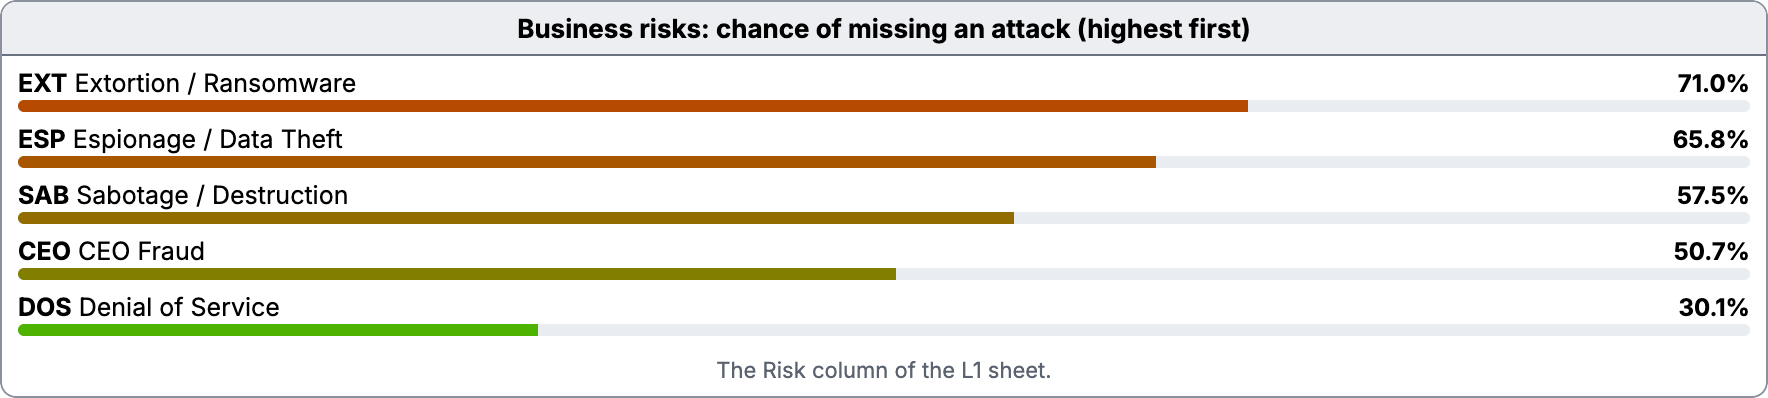 Business risks: chance of missing an attack (highest first)
EXT Extortion / Ransomware 71.0%
ESP Espionage / Data Theft 65.8%
SAB Sabotage / Destruction 57.5%
CEO CEO Fraud 50.7%
DOS Denial of Service 30.1%
The Risk column of the L1 sheet.